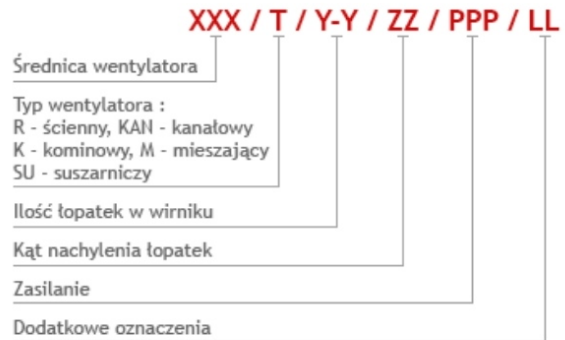 XXX / T / Y-Y / ZZ / PPP / LL
Średnica wentylatora
Typ wentylatora :
R - ścienny, KAN - kanałowy
K - kominowy, M - mieszający
SU - suszarniczy
Ilość łopatek w wirniku
Kąt nachylenia łopatek
Zasilanie
Dodatkowe oznaczenia